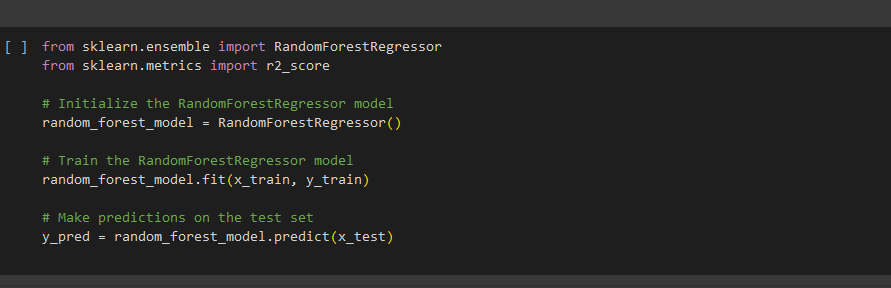 [ ] from sklearn.ensemble import RandomForestRegressor
from sklearn.metrics import r2_score
# Initialize the RandomForestRegressor model
random_forest_model = RandomForestRegressor()
# Train the RandomForestRegressor model
random_forest_model.fit(x_train, y_train)
# Make predictions on the test set
y_pred = random_forest_model.predict(x_test)